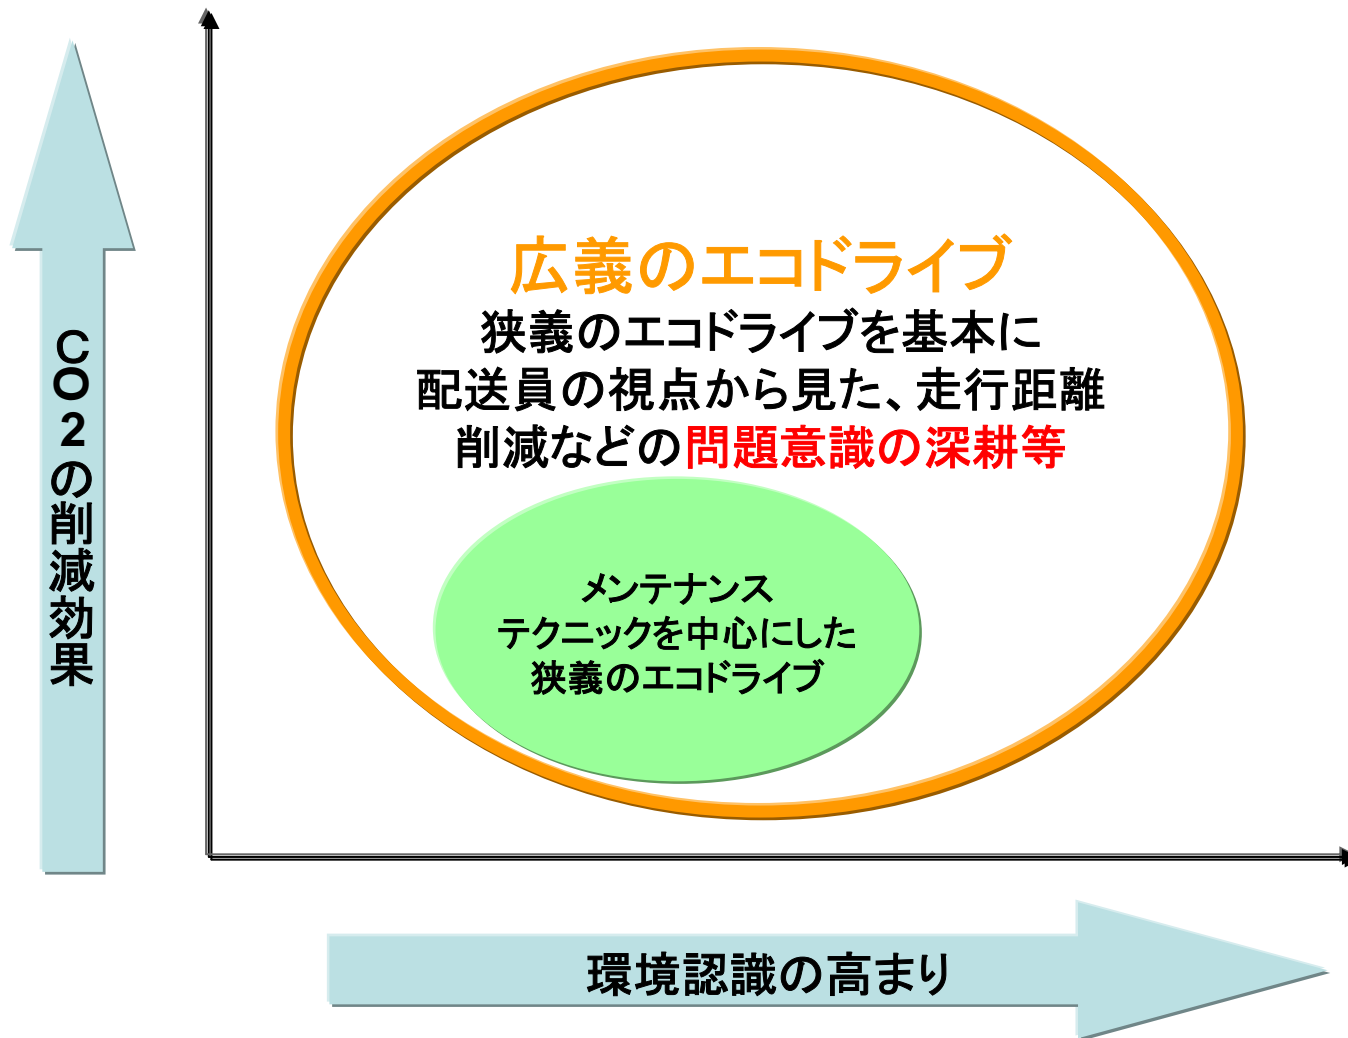 CO2の削減効果
広義のエコドライブ
狭義のエコドライブを基本に
配送員の視点から見た、走行距離
削減などの問題意識の深耕等
メンテナンス
テクニックを中心にした
狭義のエコドライブ
環境認識の高まり